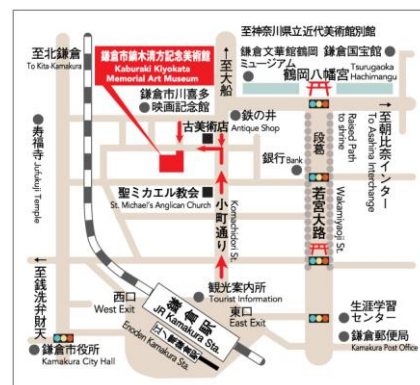 至神奈川県立近代美術館別館
至北鎌倉
To Kita-Kamakura
鎌倉市鏑木清方記念美術館
Kaburaki Kiyokata
Memorial Art Museum
至大船
鎌倉文華館鶴岡
ミュージアム
鎌倉国宝館
鶴岡八幡宮
Tsurugaoka
Hachimangu
鎌倉市川喜多
映画記念館
鉄の井
古美術店
Antique Shop
寿福寺
Jufukuji Temple
銀行 Bank
段葛
Raised Path
to shrine
至朝比奈インター
To Asahina Interchange
聖ミカエル教会
St. Michael's Anglican Church
小町通り
Komachidori St.
若宮大路
Wakamiyaoji St.
至銭洗弁財天
西口
West Exit
鎌倉駅
JR Kamakura Sta.
江ノ電鎌倉駅
Enoden Kamakura Sta.
観光案内所
Tourist Information
東口
East Exit
生涯学習
センター
鎌倉郵便局
Kamakura Post Office
鎌倉市役所
Kamakura City Hall